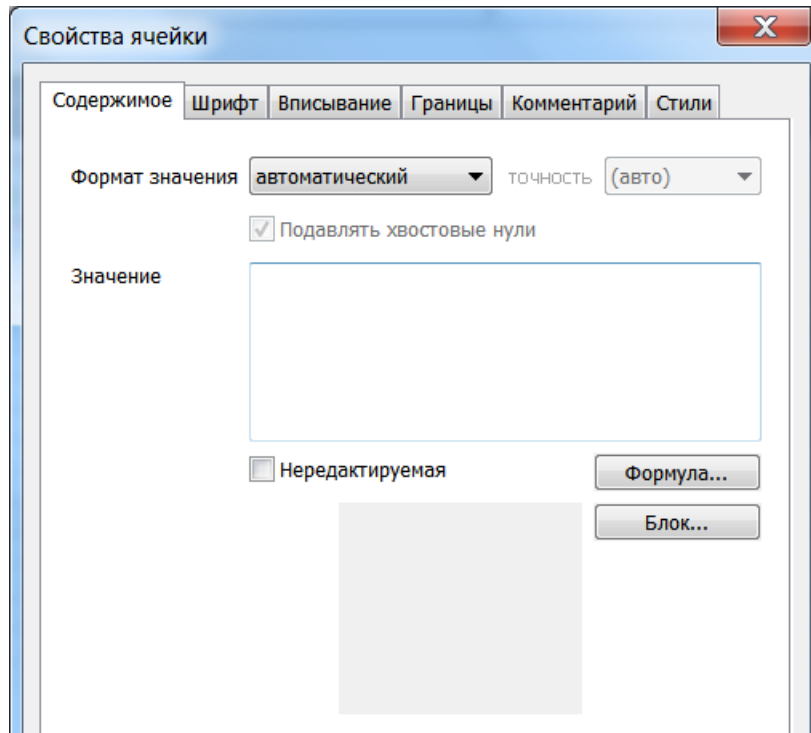 Свойства ячейки
Содержимое Шрифт Вписывание Границы Комментарий Стили
Формат значения автоматический точность (авто)
Подавлять хвостовые нули
Значение
Нередактируемая Формула...
Блок...